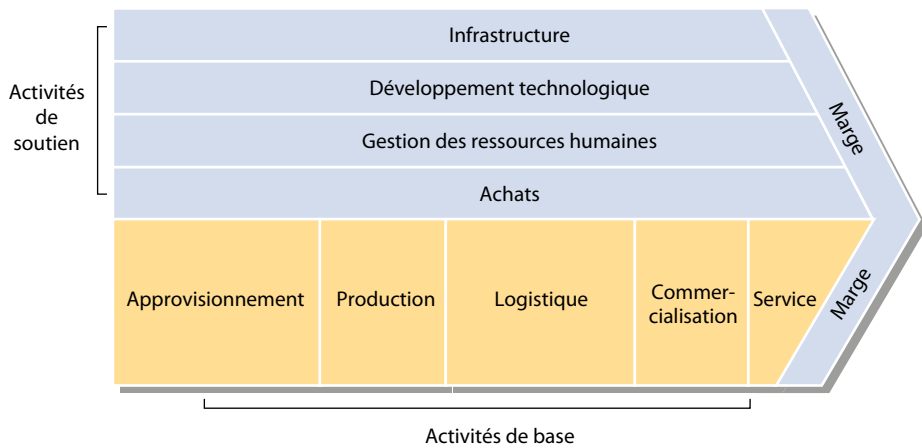 Infrastructure
Développement technologique
Gestion des ressources humaines
Achats
Activités
de
soutien
Marge
Approvisionnement
Production
Logistique
Commer-
cialisation
Service
Marge
Activités de base